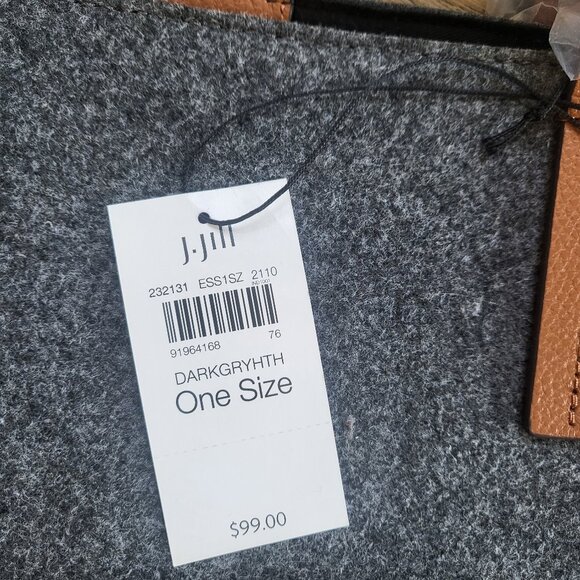 J.Jill
232131 ESS1SZ 2110
91964168 76
DARKGRYHTH
One Size
$99.00